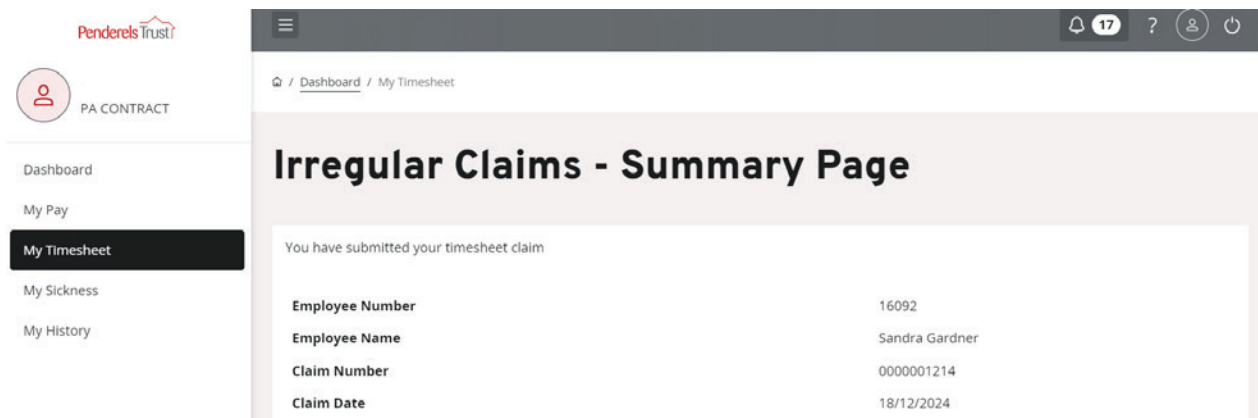 Penderels Trust
17 ?
PA CONTRACT
/ Dashboard / My Timesheet
Dashboard
My Pay
My Timesheet
My Sickness
My History
Irregular Claims - Summary Page
You have submitted your timesheet claim
Employee Number 16092
Employee Name Sandra Gardner
Claim Number 0000001214
Claim Date 18/12/2024